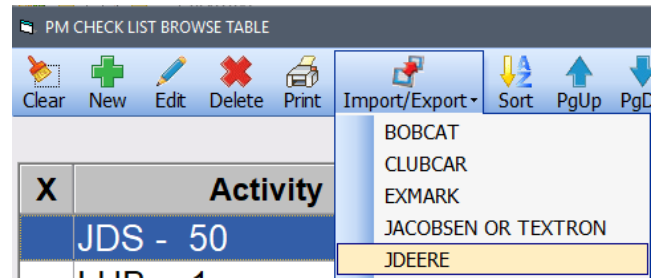 PM CHECK LIST BROWSE TABLE
Clear New Edit Delete Print Import/Export Sort PgUp
BOBCAT
CLUBCAR
EXMARK
JACOBSEN OR TEXTRON
JDEERE
X Activity
JDS - 50